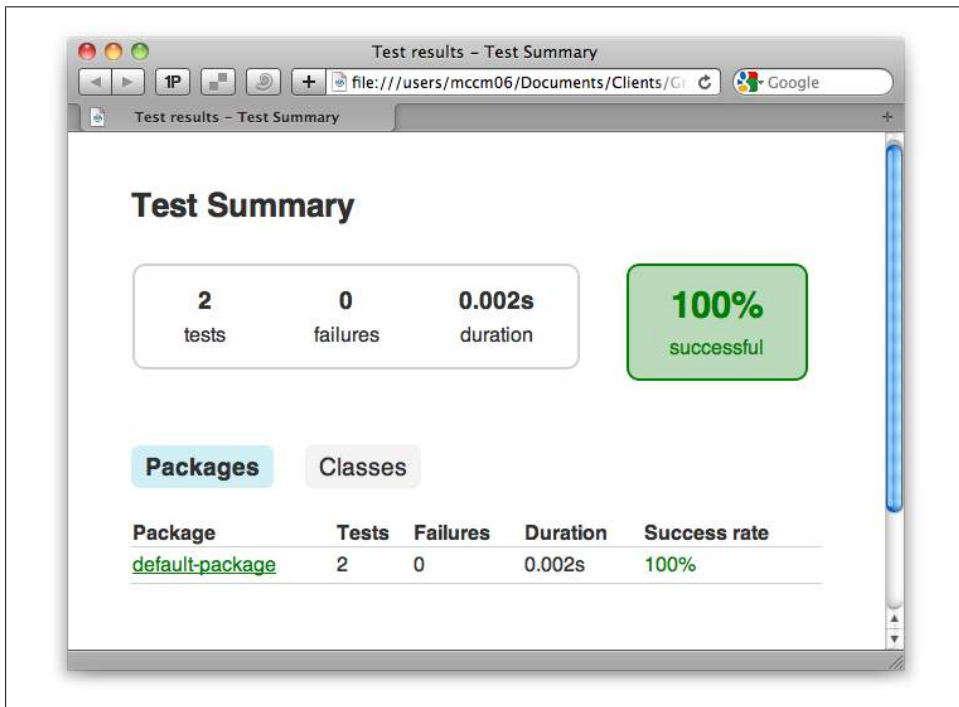 Test results – Test Summary
1P
+
file:///users/mccm06/Documents/Clients/
Google
Test results – Test Summary
+
Test Summary
2 0 0.002s 100%
tests failures duration successful
Packages Classes
Package Tests Failures Duration Success rate
default-package 2 0 0.002s 100%